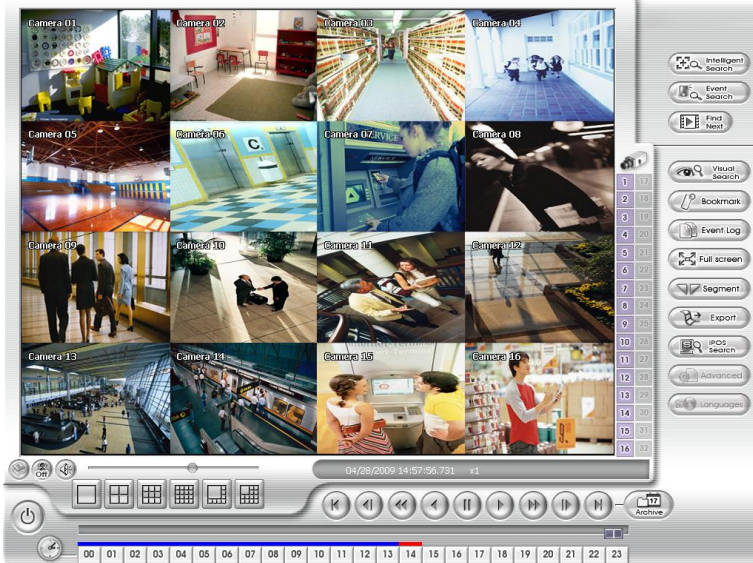 Camera 01
Camera 02
Camera 03
Camera 04
Intelligent
Search
Event
Search
Find
Next
Camera 05
Camera 06
Camera 07
Camera 08
C
SERVICE
Visual
Search
Bookmark
Event Log
Full screen
Segment
Export
iPOS
Search
Advanced
Languages
1 17
2 18
3 19
4 20
5 21
6 22
7 23
8 24
9 25
10 26
11 27
12 28
13 29
14 30
15 31
16 32
Camera 09
Camera 10
Camera 11
Camera 12
Camera 13
Camera 14
Camera 15
Camera 16
Off
04/28/2009 14:57:56.731 x1
17
Archive
00 01 02 03 04 05 06 07 08 09 10 11 12 13 14 15 16 17 18 19 20 21 22 23